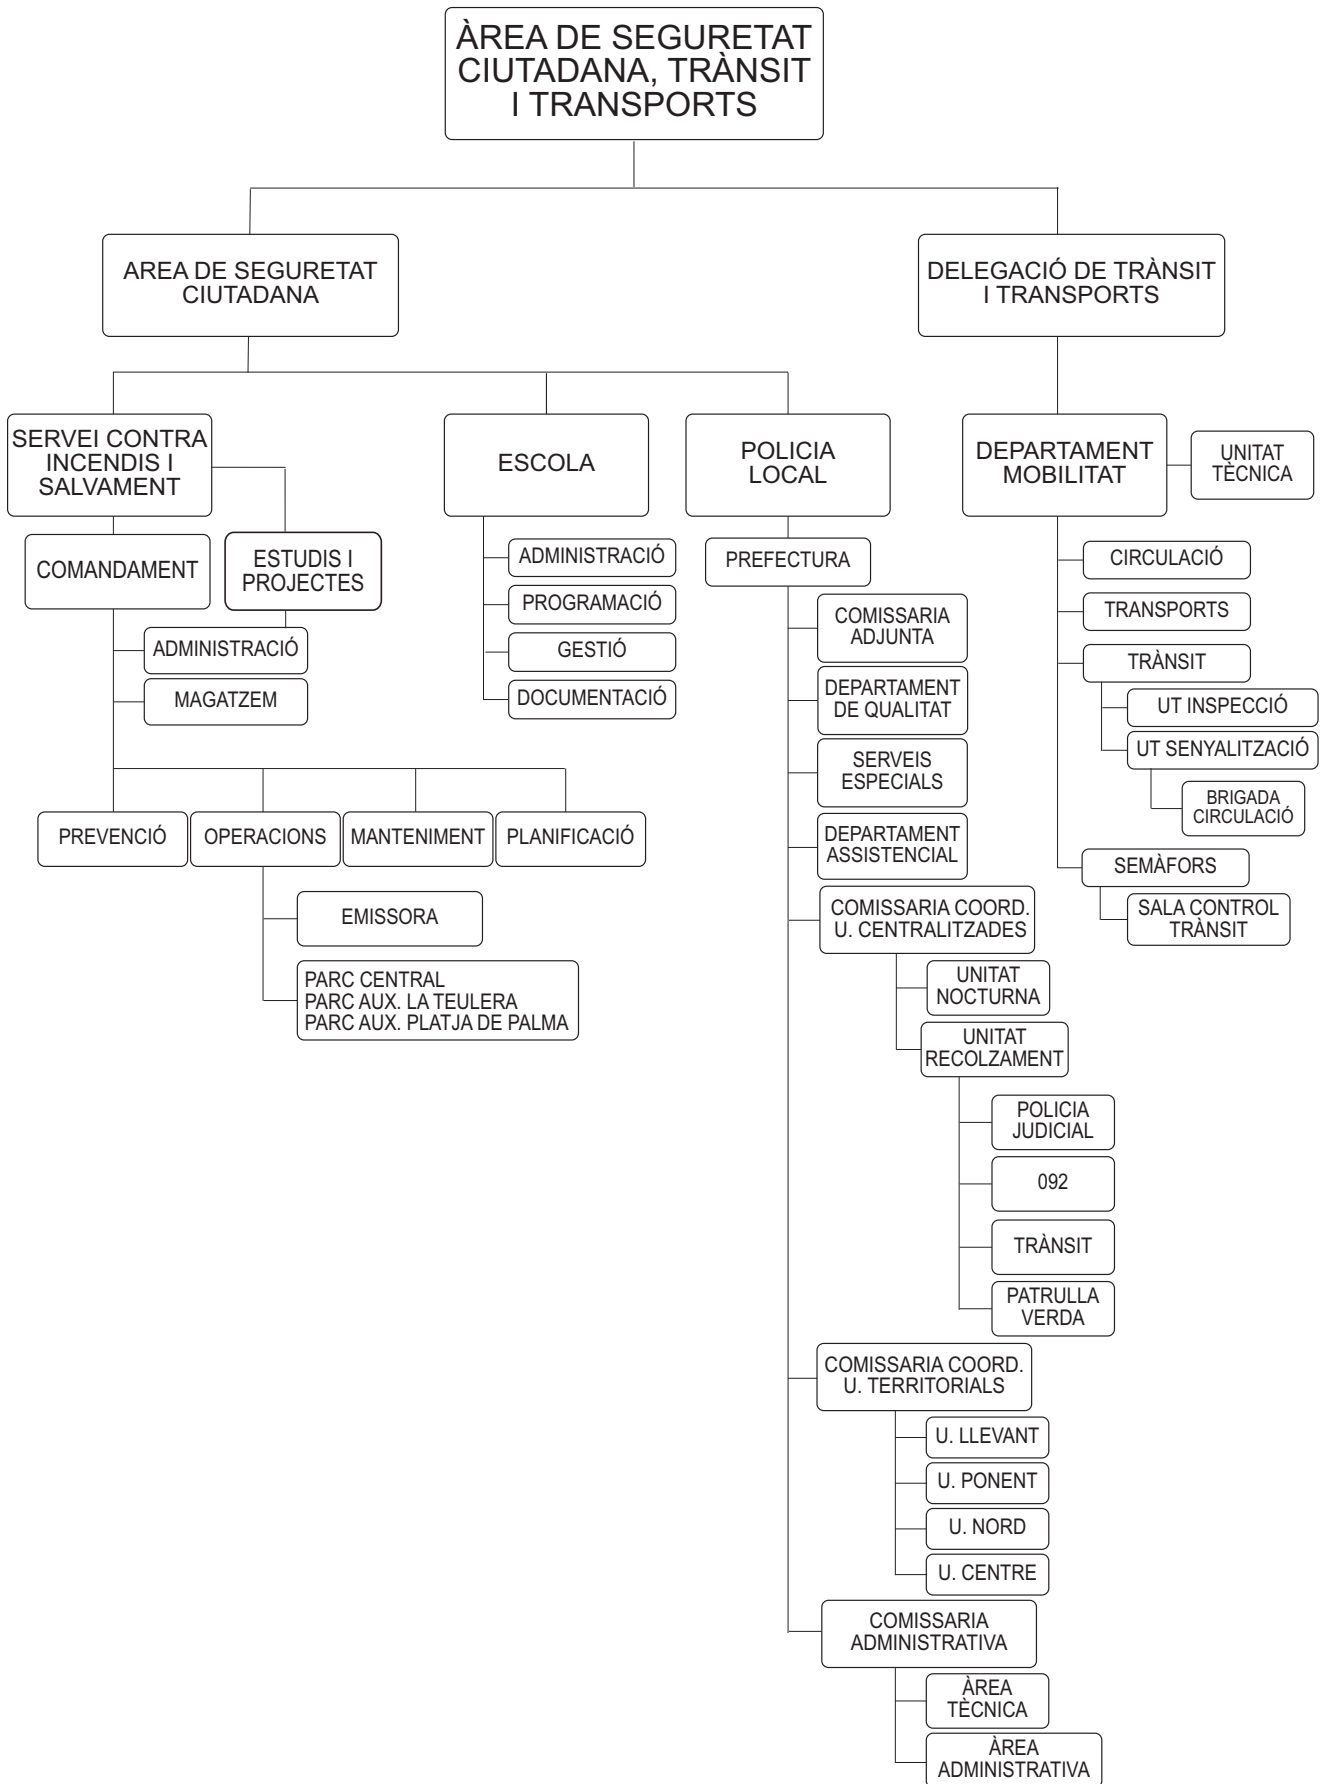 ÀREA DE SEGURETAT
CIUTADANA, TRÀNSIT
I TRANSPORTS
AREA DE SEGURETAT
CIUTADANA
DELEGACIÓ DE TRÀNSIT
I TRANSPORTS
SERVEI CONTRA
INCENDIS I
SALVAMENT
ESCOLA
POLICIA
LOCAL
DEPARTAMENT
MOBILITAT
UNITAT
TÈCNICA
COMANDAMENT
ESTUDIS I
PROJECTES
ADMINISTRACIÓ
MAGATZEM
PREVENCIÓ
OPERACIONS
MANTENIMENT
PLANIFICACIÓ
EMISSORA
PARC CENTRAL
PARC AUX. LA TEULERA
PARC AUX. PLATJA DE PALMA
ADMINISTRACIÓ
PROGRAMACIÓ
GESTIÓ
DOCUMENTACIÓ
PREFECTURA
COMISSARIA
ADJUNTA
DEPARTAMENT
DE QUALITAT
SERVEIS
ESPECIALS
DEPARTAMENT
ASSISTENCIAL
COMISSARIA COORD.
U. CENTRALITZADES
UNITAT
NOCTURNA
UNITAT
RECOLZAMENT
POLICIA
JUDICIAL
092
TRÀNSIT
PATRULLA
VERDA
COMISSARIA COORD.
U. TERRITORIALS
U. LLEVANT
U. PONENT
U. NORD
U. CENTRE
COMISSARIA
ADMINISTRATIVA
ÀREA
TÈCNICA
ÀREA
ADMINISTRATIVA
CIRCULACIÓ
TRANSPORTS
TRÀNSIT
UT INSPECCIÓ
UT SENYALITZACIÓ
BRIGADA
CIRCULACIÓ
SEMÀFORS
SALA CONTROL
TRÀNSIT